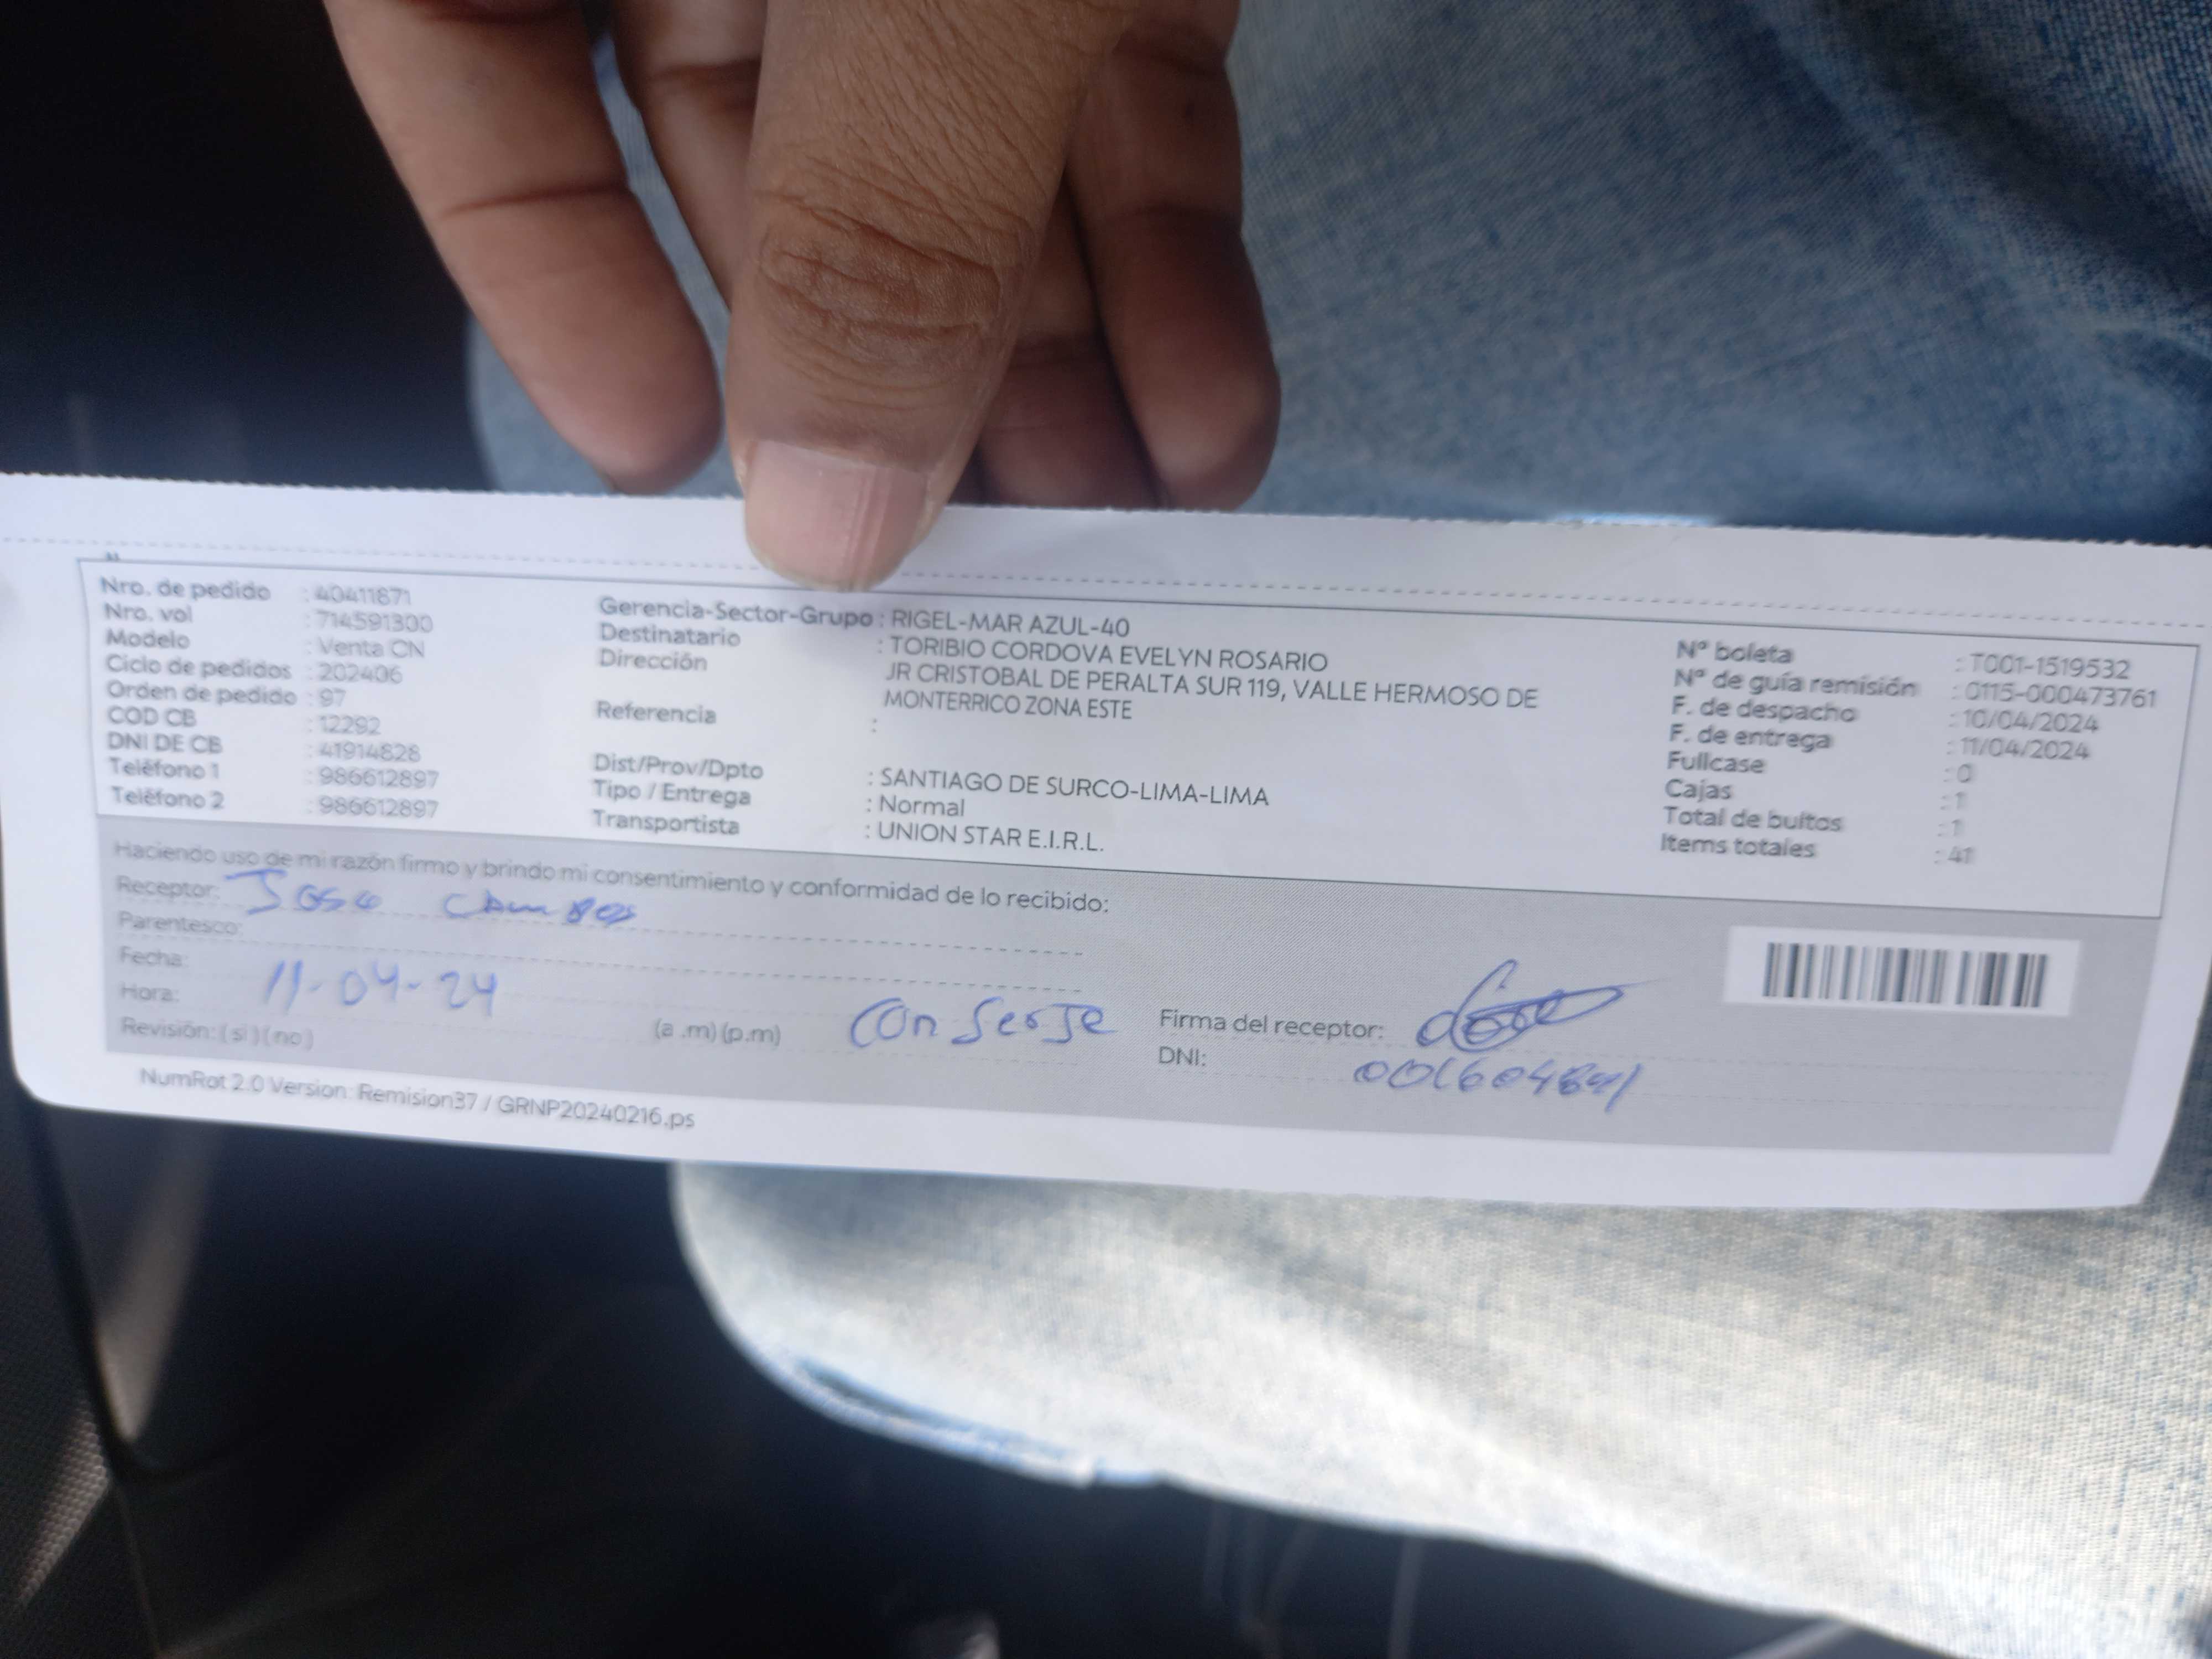 Nro. de pedido : 40411871
Nro. vol : 714591300
Modelo : Venta CN
Ciclo de pedidos : 202406
Orden de pedido : 97
COD CB : 12292
DNI DE CB : 41914828
Teléfono 1 : 986612897
Teléfono 2 : 986612897
Gerencia-Sector-Grupo : RIGEL-MAR AZUL-40
Destinatario : TORIBIO CORDOVA EVELYN ROSARIO
Dirección : JR CRISTOBAL DE PERALTA SUR 119, VALLE HERMOSO DE
MONTERRICO ZONA ESTE
Referencia :
Dist/Prov/Dpto : SANTIAGO DE SURCO-LIMA-LIMA
Tipo / Entrega : Normal
Transportista : UNION STAR E.I.R.L.
N° boleta : T001-1519532
N° de guía remisión : 0115-000473761
F. de despacho : 10/04/2024
F. de entrega : 11/04/2024
Fullcase : 0
Cajas : 1
Total de bultos : 1
Items totales : 41
Haciendo uso de mi razón firmo y brindo mi consentimiento y conformidad de lo recibido:
Receptor: Jose Campos
Parentesco:
Fecha: 11-04-24
Hora: (a .m) (p.m) Conserje
Revisión: ( si ) ( no )
Firma del receptor:
DNI:
NumRot 2.0 Version: Remision37 / GRNP20240216.ps